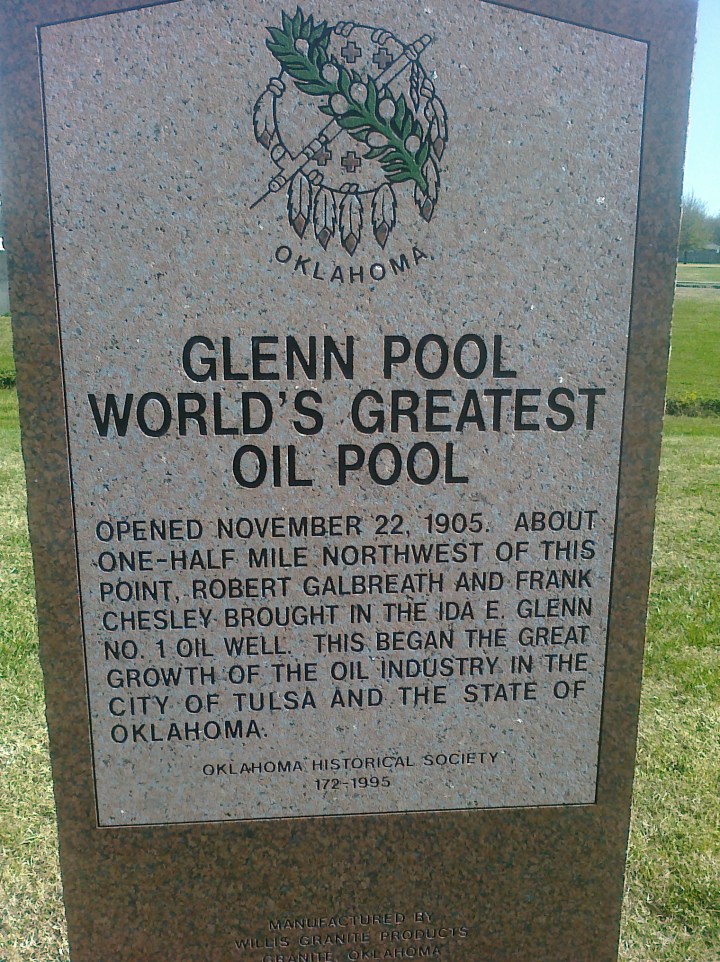 OKLAHOMA
GLENN POOL
WORLD'S GREATEST
OIL POOL
OPENED NOVEMBER 22, 1905. ABOUT
ONE-HALF MILE NORTHWEST OF THIS
POINT, ROBERT GALBREATH AND FRANK
CHESLEY BROUGHT IN THE IDA E. GLENN
NO. 1 OIL WELL. THIS BEGAN THE GREAT
GROWTH OF THE OIL INDUSTRY IN THE
CITY OF TULSA AND THE STATE OF
OKLAHOMA.
OKLAHOMA HISTORICAL SOCIETY
172-1995
MANUFACTURED BY
WILLIS GRANITE PRODUCTS
GRANITE, OKLAHOMA